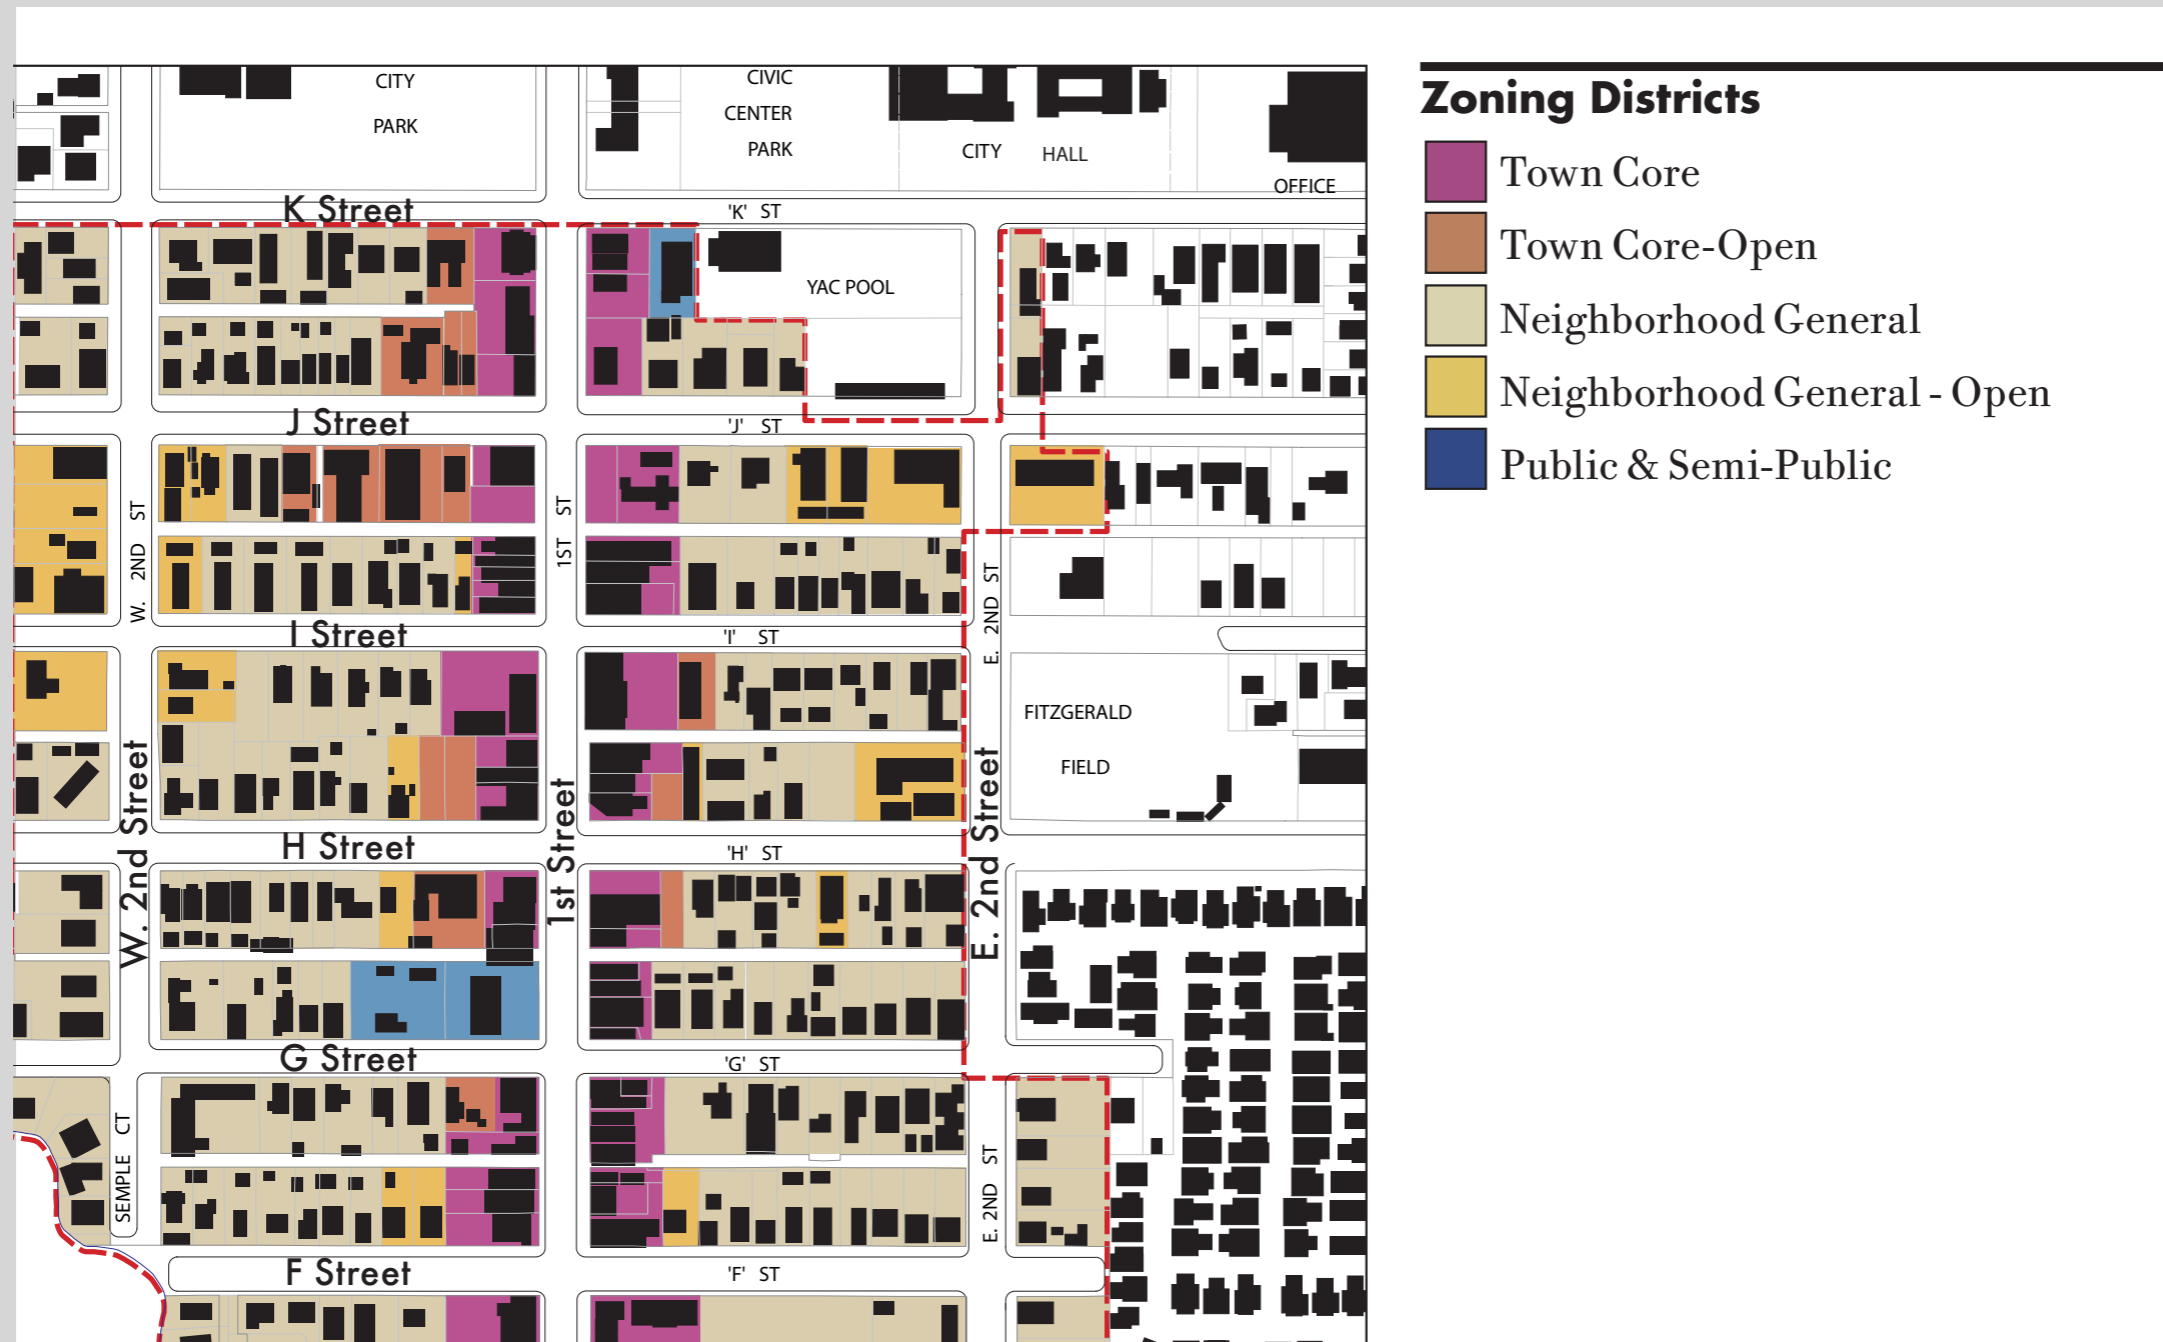 CITY
PARK
CIVIC
CENTER
PARK
CITY HALL
OFFICE
K Street
'K' ST
YAC POOL
J Street
'J' ST
W. 2ND ST
1ST ST
E. 2ND ST
I Street
'I' ST
FITZGERALD
FIELD
W. 2nd Street
1st Street
E. 2nd Street
H Street
'H' ST
G Street
'G' ST
SEMPLE CT
E. 2ND ST
F Street
'F' ST
Zoning Districts
Town Core
Town Core-Open
Neighborhood General
Neighborhood General - Open
Public & Semi-Public